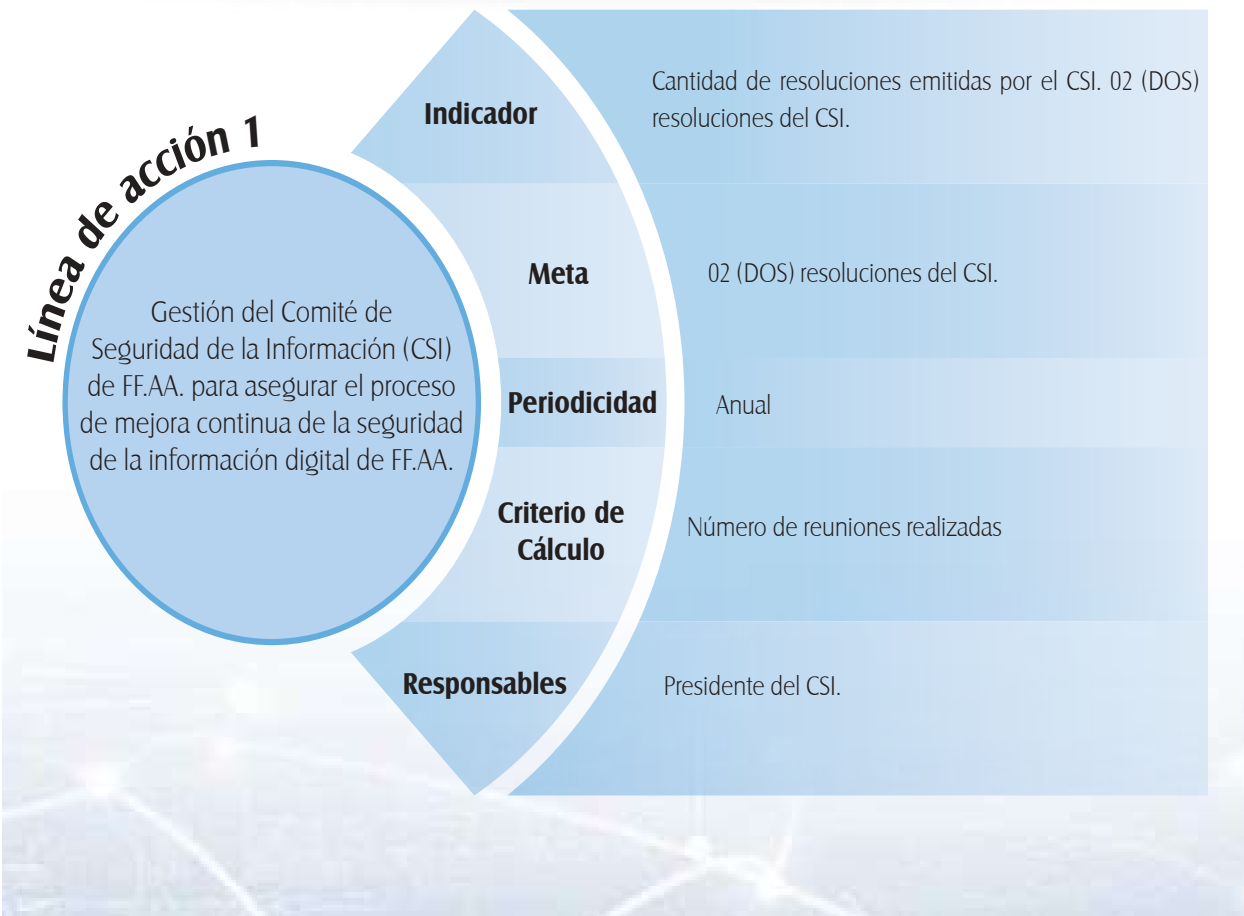 Línea de acción 1
Gestión del Comité de
Seguridad de la Información (CSI)
de FF.AA. para asegurar el proceso
de mejora continua de la seguridad
de la información digital de FF.AA.
Indicador
Cantidad de resoluciones emitidas por el CSI. 02 (DOS)
resoluciones del CSI.
Meta
02 (DOS) resoluciones del CSI.
Periodicidad
Anual
Criterio de
Cálculo
Número de reuniones realizadas
Responsables
Presidente del CSI.